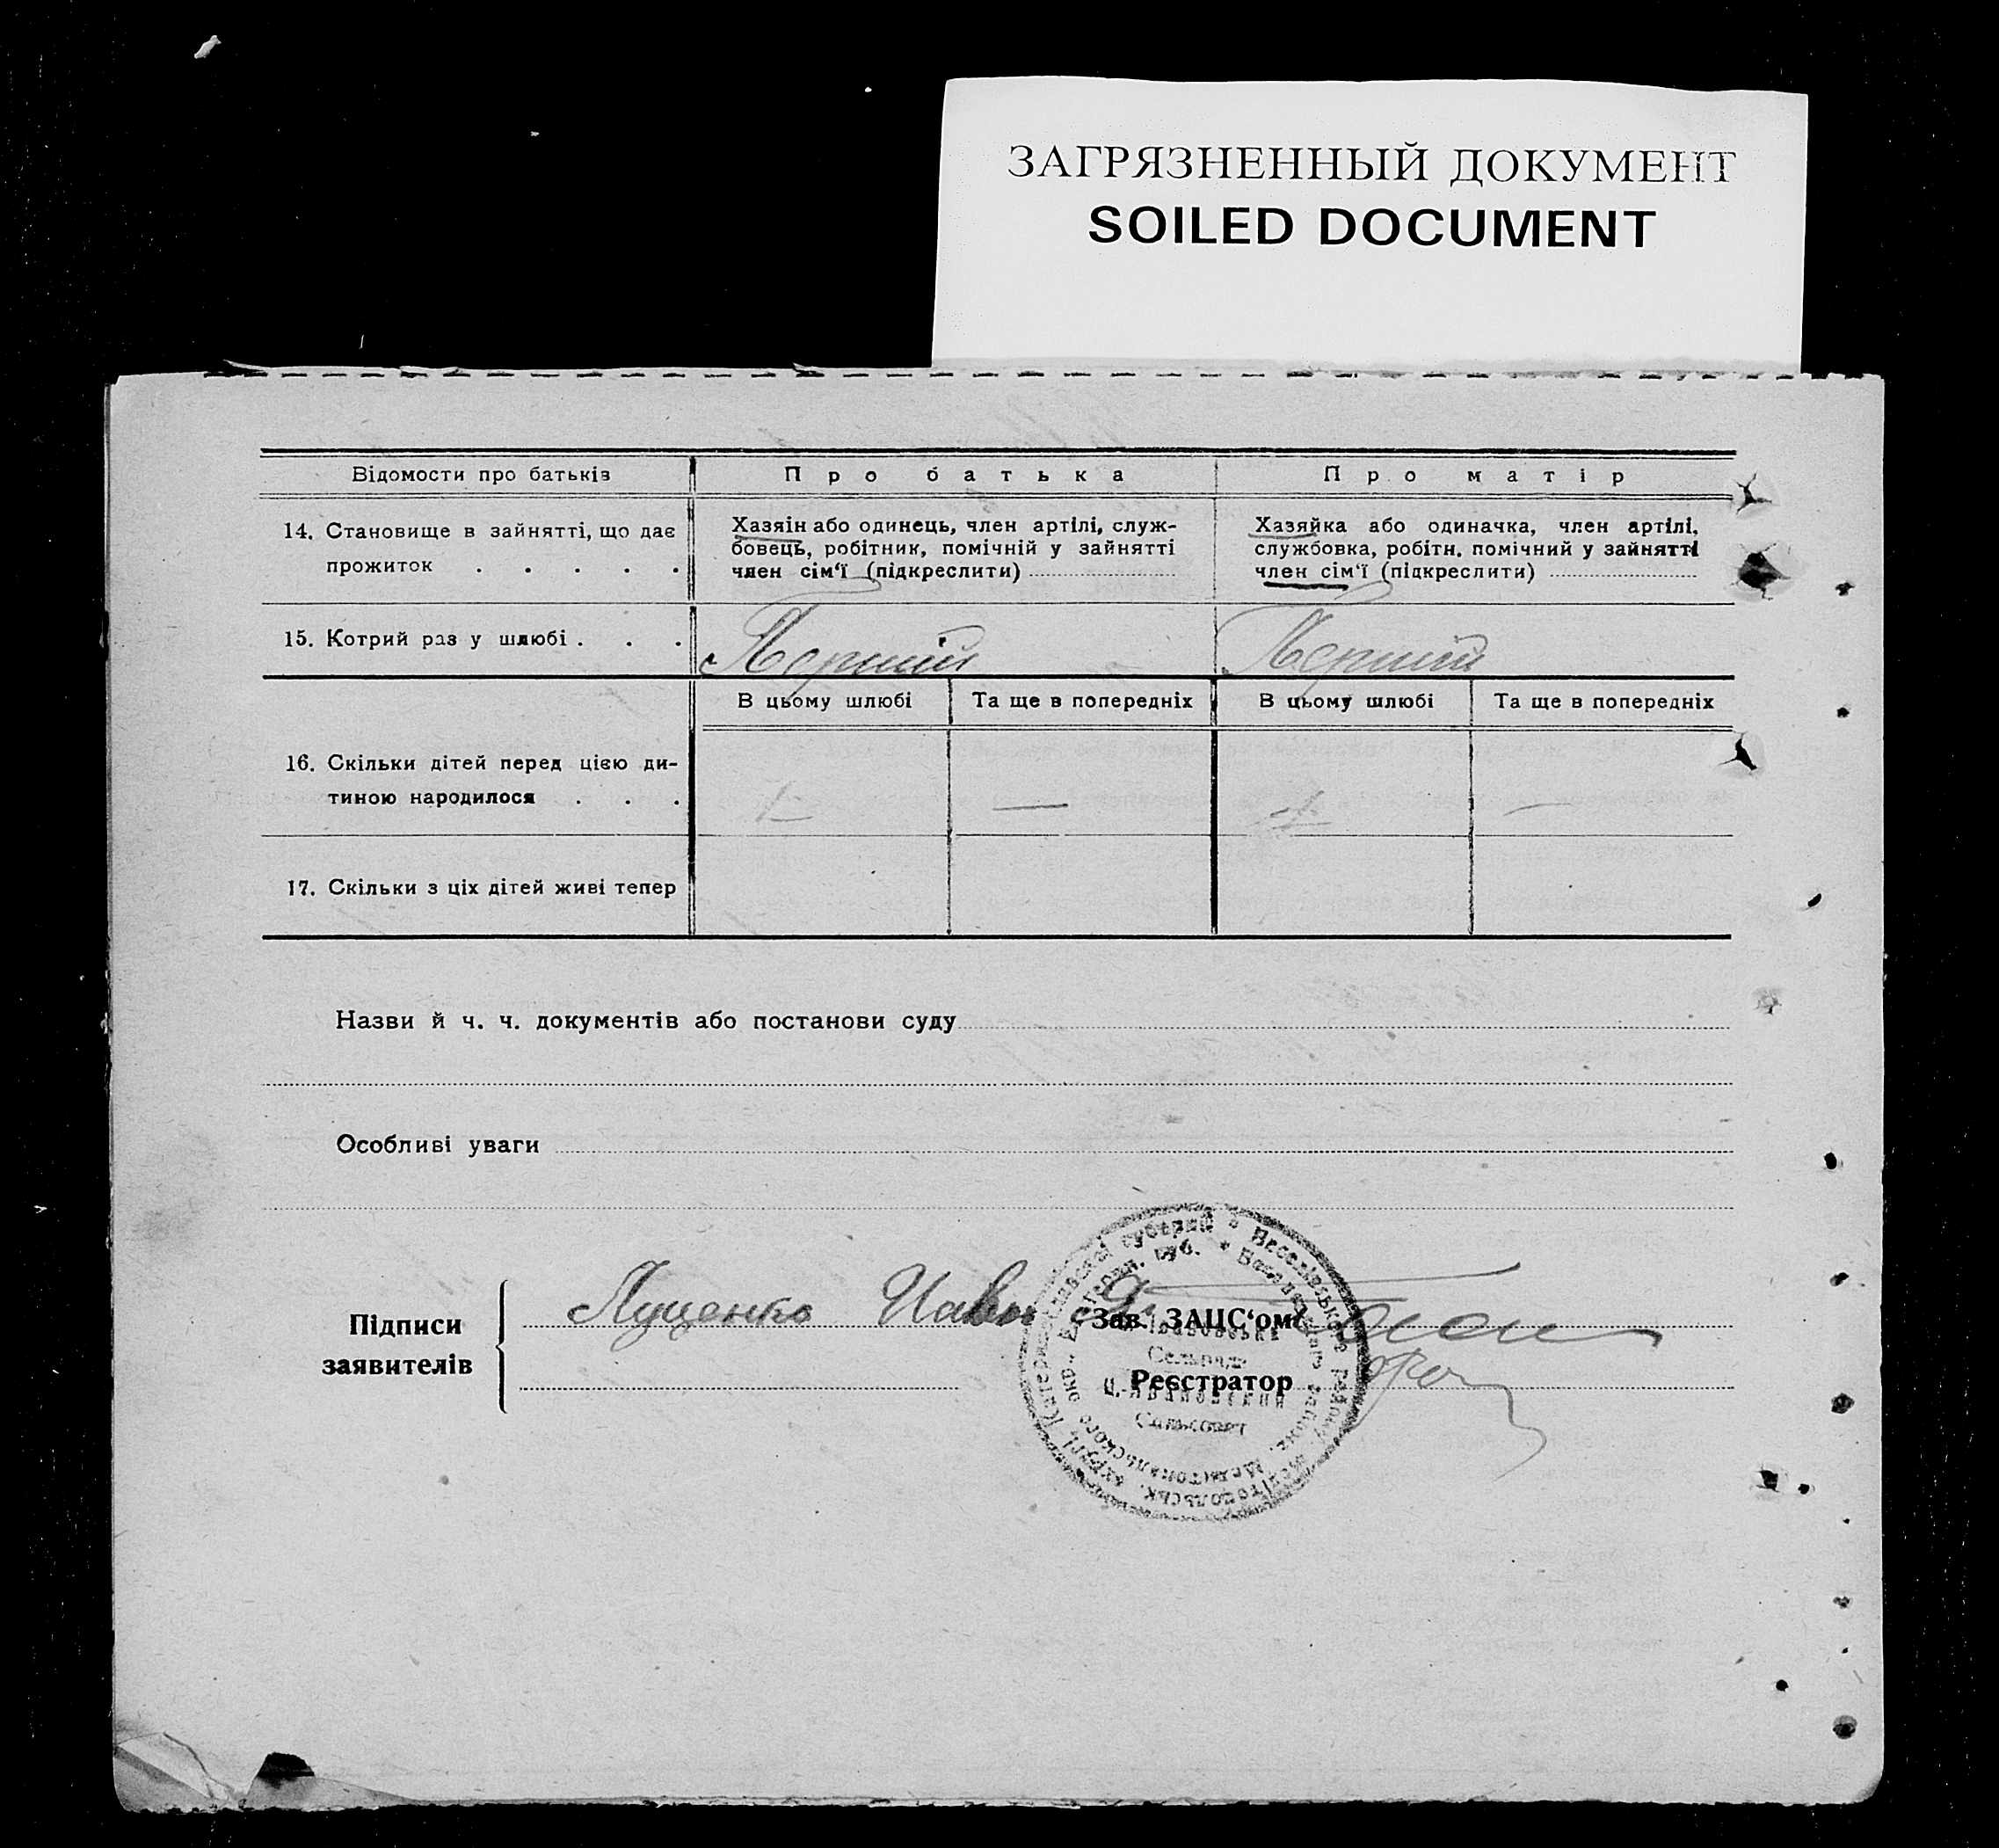 ЗАГРЯЗНЕННЫЙ ДОКУМЕНТ
SOILED DOCUMENT
Відомости про батьків
Про батька
Про матір
14. Становище в зайнятті, що дає
прожиток . . . . .
Хазяін або одинець, член артілі, служ-
бовець, робітник, помічній у зайнятті
член сім‘ї (підкреслити)
Хазяйка або одиначка, член артілі,
службовка, робітн. помічний у зайнятті
член сім‘ї (підкреслити)
15. Котрий раз у шлюбі . . .
Перший
Перший
В цьому шлюбі
Та ще в попередніх
В цьому шлюбі
Та ще в попередніх
16. Скільки дітей перед цією ди-
тиною народилося . . .
—
—
17. Скільки з ціх дітей живі тепер
Назви й ч. ч. документів або постанови суду
Особливі уваги
Підписи
заявителів
Луценко
Зав. ЗАЦС‘ом
Реєстратор
Сельрада
Сельсовет